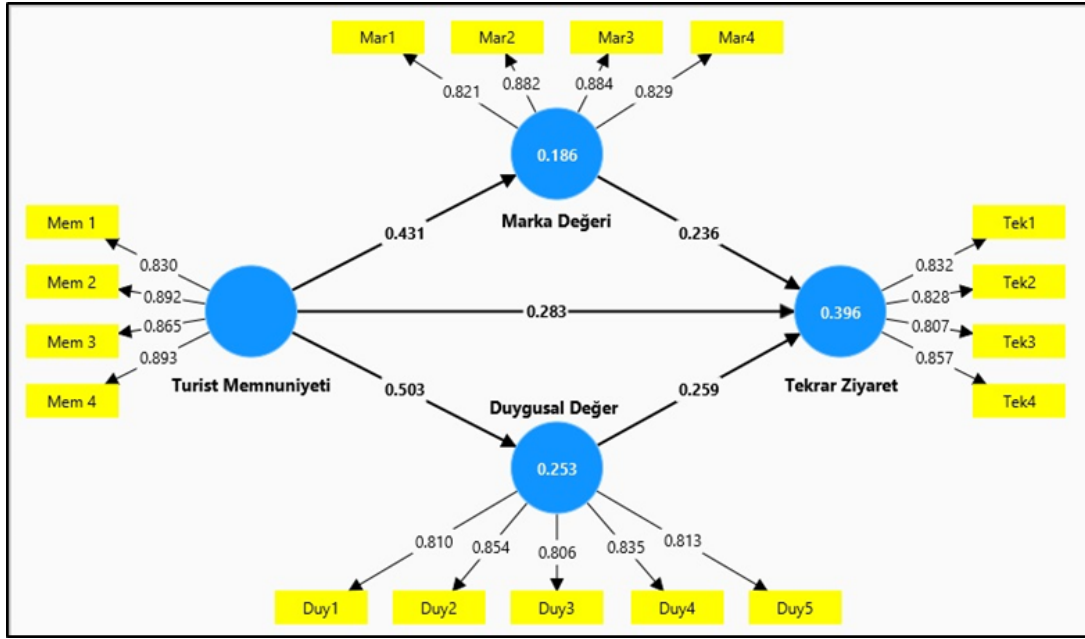 Mar1 Mar2 Mar3 Mar4
0.821 0.882 0.884 0.829
0.186
Marka Değeri
0.431 0.236
Mem 1
Mem 2
Mem 3
Mem 4
0.830
0.892
0.865
0.893
Turist Memnuniyeti
0.283
0.396
Tekrar Ziyaret
0.832
0.828
0.807
0.857
Tek1
Tek2
Tek3
Tek4
0.503 0.259
Duygusal Değer
0.253
0.810 0.854 0.806 0.835 0.813
Duy1 Duy2 Duy3 Duy4 Duy5